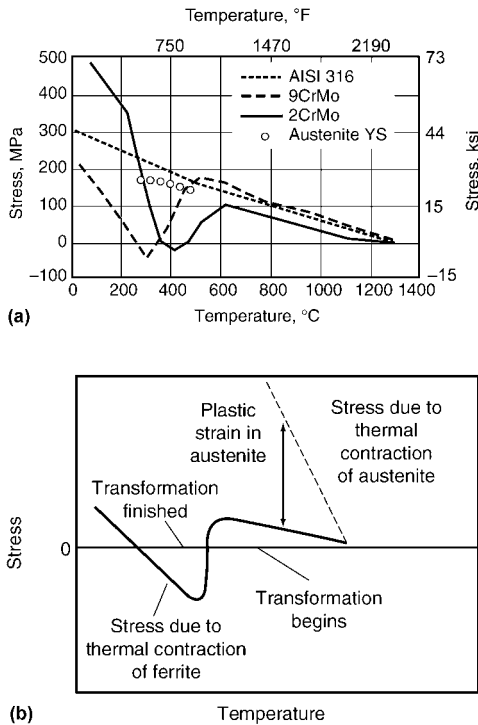 Temperature, °F
750 1470 2190
500
400
300
200
100
0
−100
Stress, MPa
AISI 316
9CrMo
2CrMo
Austenite YS
73
44
15
−15
Stress, ksi
0 200 400 600 800 1000 1200 1400
(a)
Temperature, °C
Plastic
strain in
austenite
Stress due to
thermal
contraction
of austenite
Transformation
finished
Stress
0
Transformation
begins
Stress due to
thermal contraction
of ferrite
(b)
Temperature